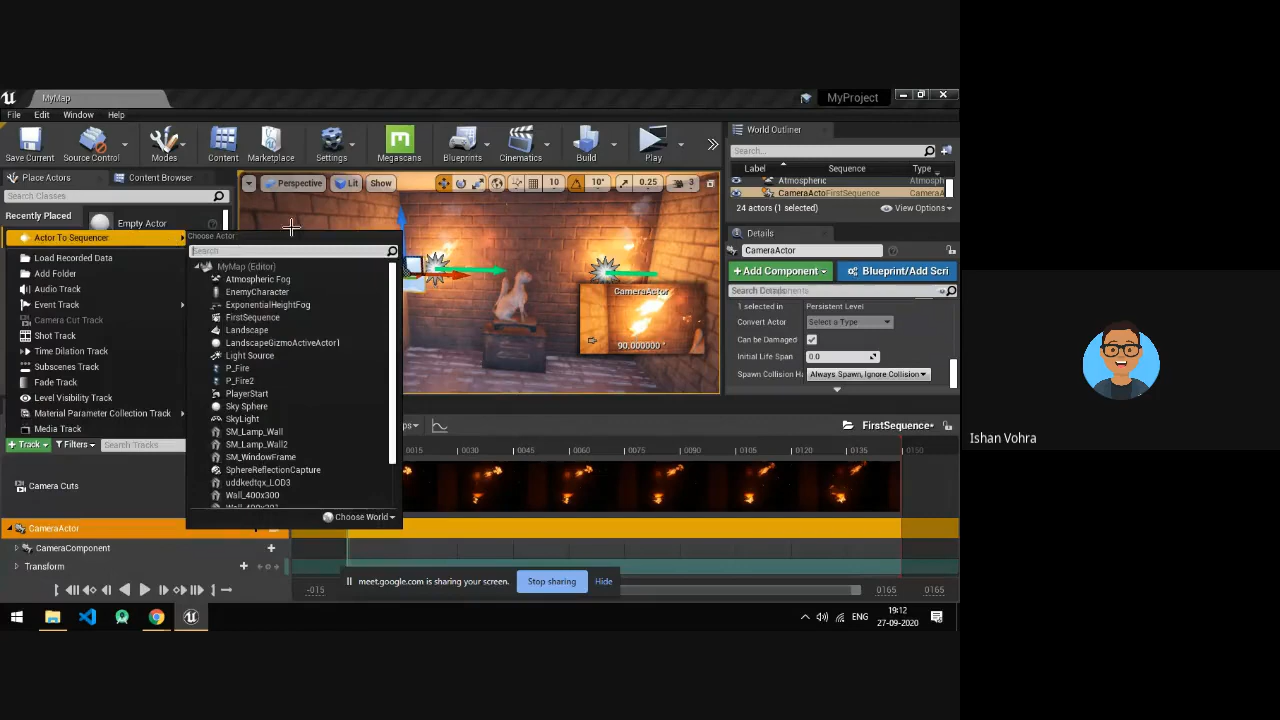 MyMap
MyProject
File Edit Window Help
Save Current Source Control Modes Content Marketplace Settings Megascans Blueprints Cinematics Build Play
World Outliner
Search...
Label Sequence Type
Atmospheric Atmosph
CameraActo FirstSequence CameraA
24 actors (1 selected) View Options
Place Actors Content Browser
Search Classes
Recently Placed
Empty Actor
Perspective Lit Show 10 10° 0.25 3
Actor To Sequencer
Load Recorded Data
Add Folder
Audio Track
Event Track
Camera Cut Track
Shot Track
Time Dilation Track
Subscenes Track
Fade Track
Level Visibility Track
Material Parameter Collection Track
Media Track
Choose Actor
Search
MyMap (Editor)
Atmospheric Fog
EnemyCharacter
ExponentialHeightFog
FirstSequence
Landscape
LandscapeGizmoActiveActor1
Light Source
P_Fire
P_Fire2
PlayerStart
Sky Sphere
SkyLight
SM_Lamp_Wall
SM_Lamp_Wall2
SM_WindowFrame
SphereReflectionCapture
uddkedtqx_LOD3
Wall_400x300
Choose World
CameraActor
90.000000 °
Details
CameraActor
Add Component Blueprint/Add Scri
Search Details
1 selected in Persistent Level
Convert Actor Select a Type
Can be Damaged
Initial Life Span 0.0
Spawn Collision H Always Spawn, Ignore Collision
Track Filters Search Tracks
FirstSequence*
0015 0030 0045 0060 0075 0090 0105 0120 0135 0150
Camera Cuts
CameraActor
CameraComponent
Transform
-015 0165 0165
meet.google.com is sharing your screen. Stop sharing Hide
ENG
19:12
27-09-2020
Ishan Vohra